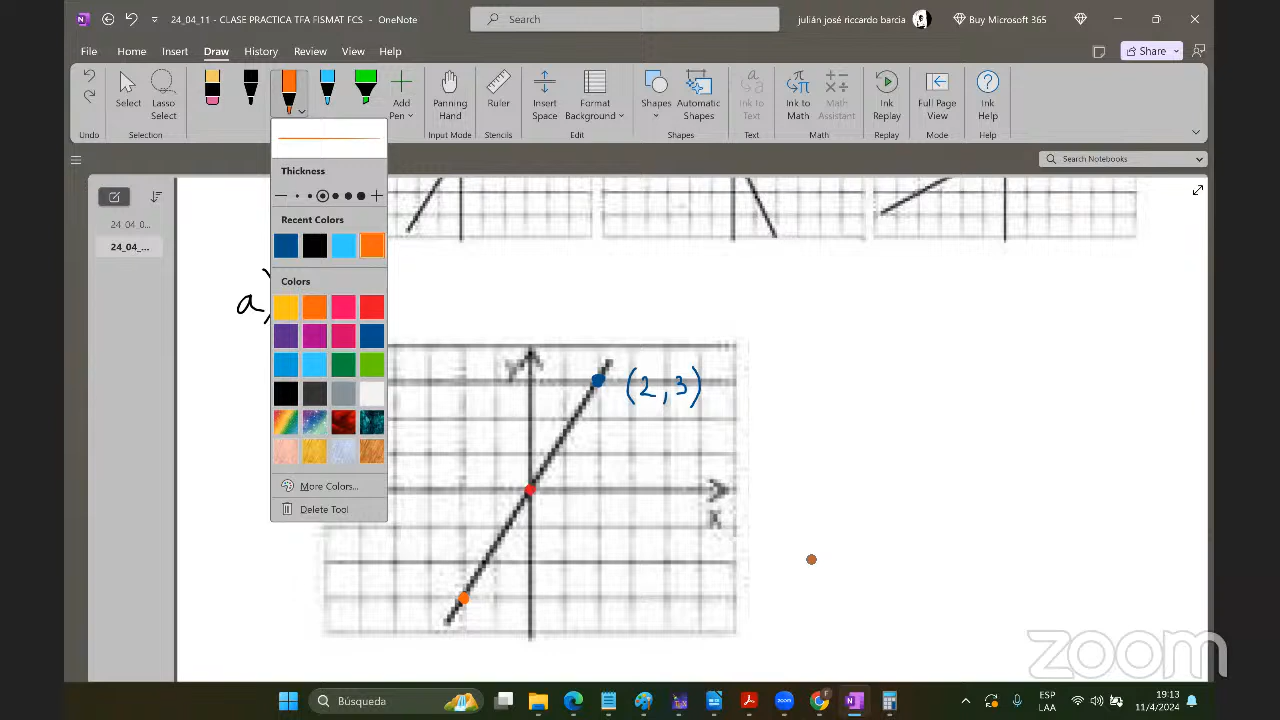 24_04_11 - CLASE PRACTICA TFA FISMAT FCS - OneNote
Search
julián josé riccardo barcia
Buy Microsoft 365
File Home Insert Draw History Review View Help
Share
Select
Lasso Select
Add Pen
Panning Hand
Ruler
Insert Space
Format Background
Shapes
Automatic Shapes
Ink to Text
Ink to Math
Math Assistant
Ink Replay
Full Page View
Ink Help
Undo Selection Input Mode Stencils Edit Shapes Text Math Replay Mode Help
Search Notebooks
Thickness
Recent Colors
Colors
More Colors...
Delete Tool
24_04_0...
24_04_...
a)
y
(2,3)
x
zoom
Búsqueda
ESP
LAA
19:13
11/4/2024